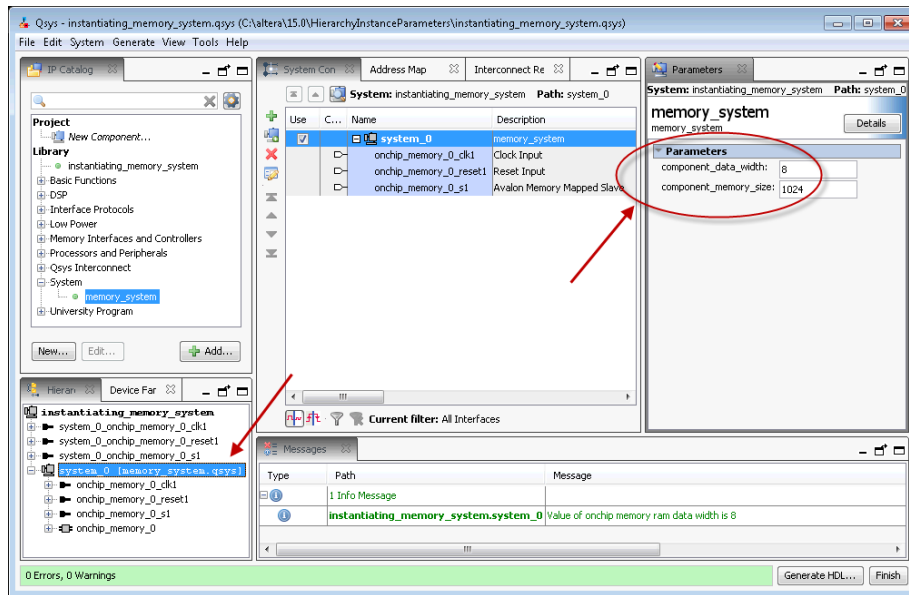 Qsys - instantiating_memory_system.qsys (C:\altera\15.0\HierarchyInstanceParameters\instantiating_memory_system.qsys)
File Edit System Generate View Tools Help
IP Catalog
Project
New Component...
Library
instantiating_memory_system
Basic Functions
DSP
Interface Protocols
Low Power
Memory Interfaces and Controllers
Processors and Peripherals
Qsys Interconnect
System
memory_system
University Program
New... Edit... Add...
System Con Address Map Interconnect Re
System: instantiating_memory_system Path: system_0
Use C... Name Description
system_0 memory_system
onchip_memory_0_clk1 Clock Input
onchip_memory_0_reset1 Reset Input
onchip_memory_0_s1 Avalon Memory Mapped Slave
Current filter: All Interfaces
Parameters
System: instantiating_memory_system Path: system_0
memory_system
memory_system
Details
Parameters
component_data_width: 8
component_memory_size: 1024
Hieran Device Far
instantiating_memory_system
system_0_onchip_memory_0_clk1
system_0_onchip_memory_0_reset1
system_0_onchip_memory_0_s1
system_0 [memory_system.qsys]
onchip_memory_0_clk1
onchip_memory_0_reset1
onchip_memory_0_s1
onchip_memory_0
Messages
Type Path Message
1 Info Message
instantiating_memory_system.system_0 Value of onchip memory ram data width is 8
0 Errors, 0 Warnings
Generate HDL... Finish